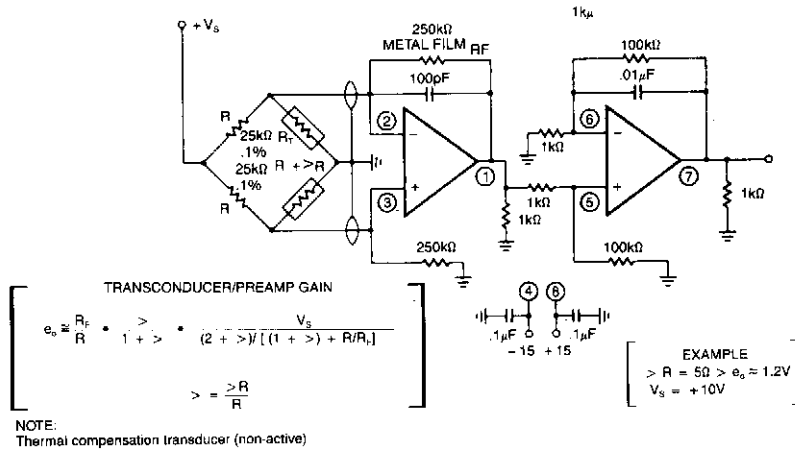 1kμ
+ Vs
250kΩ
METAL FILM RF
100pF
100kΩ
.01μF
R
25kΩ
.1%
25kΩ
.1%
R
RT
R + >R
②
−
③
+
①
1kΩ
1kΩ
250kΩ
⑥
−
1kΩ
⑤
+
⑦
1kΩ
100kΩ
TRANSCONDUCER/PREAMP GAIN
eo ≅ RF/R • >/1 + > • VS/(2 + >)/[ (1 + >) + R/RF]
> = >R/R
④ ⑧
.1μF .1μF
− 15 + 15
EXAMPLE
> R = 5Ω > eo ≈ 1.2V
VS = +10V
NOTE:
Thermal compensation transducer (non-active)